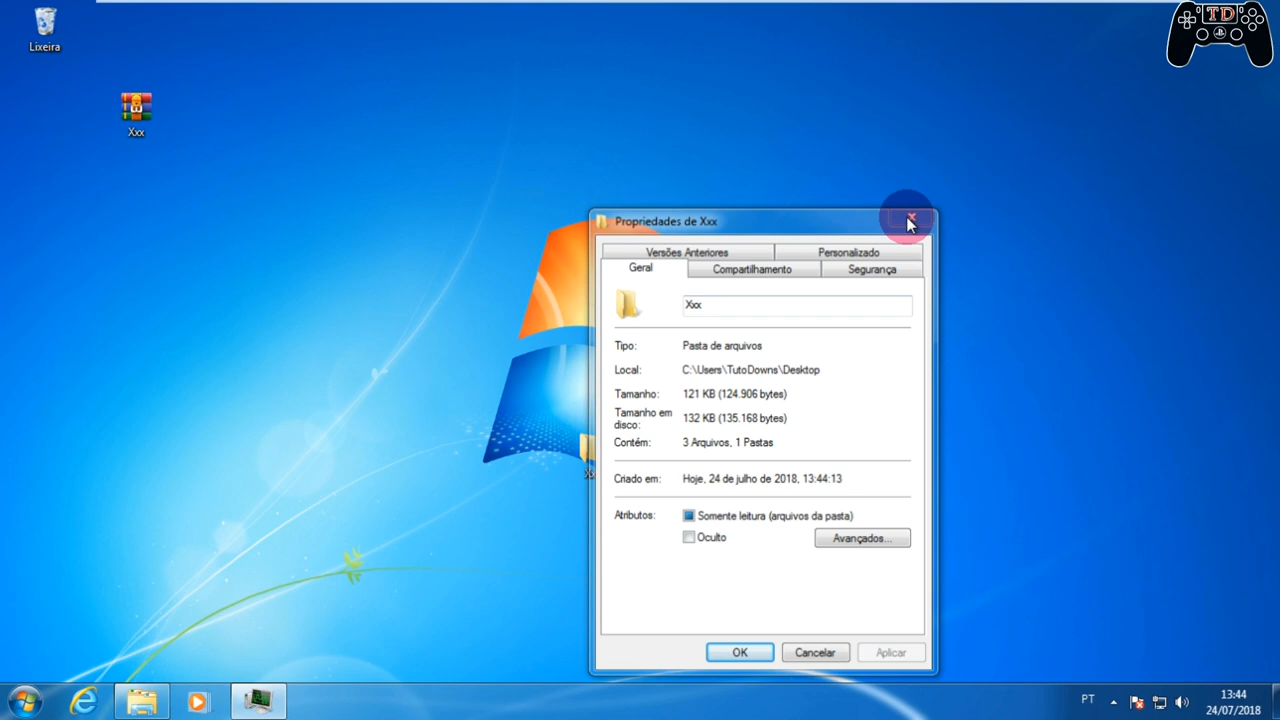 TD
Lixeira
Xxx
Propriedades de Xxx
Versões Anteriores
Personalizado
Geral
Compartilhamento
Segurança
Xxx
Tipo:
Pasta de arquivos
Local:
C:\Users\TutoDowns\Desktop
Tamanho:
121 KB (124.906 bytes)
Tamanho em
disco:
132 KB (135.168 bytes)
Contém:
3 Arquivos, 1 Pastas
Criado em:
Hoje, 24 de julho de 2018, 13:44:13
Atributos:
Somente leitura (arquivos da pasta)
Oculto
Avançados...
OK
Cancelar
Aplicar
PT
13:44
24/07/2018